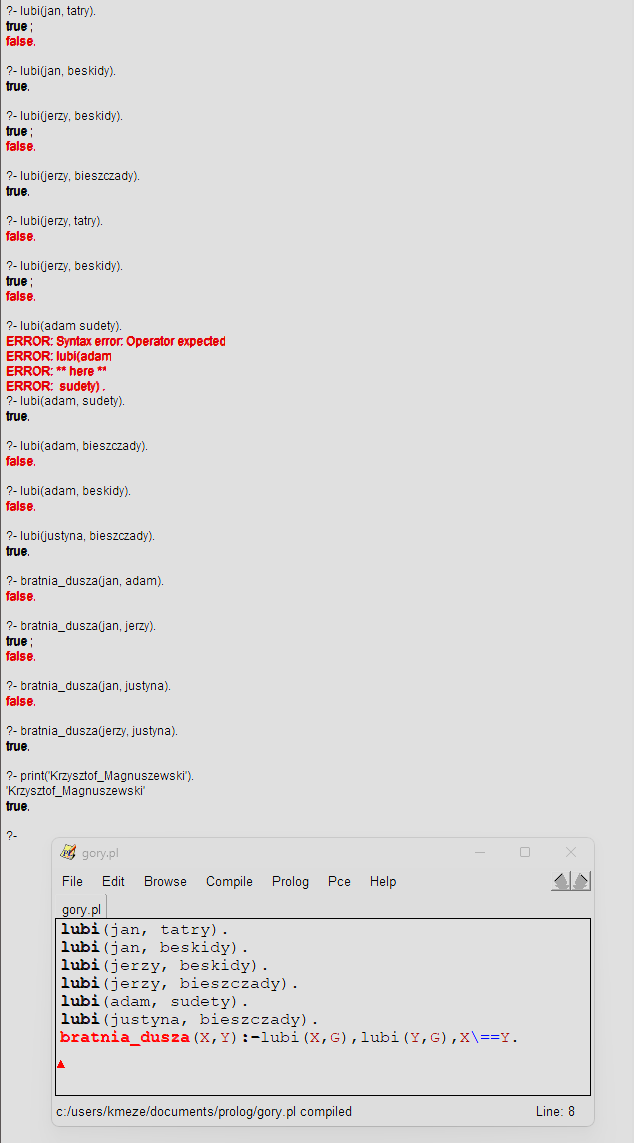 ?- lubi(jan, tatry).
true ;
false.
?- lubi(jan, beskidy).
true.
?- lubi(jerzy, beskidy).
true ;
false.
?- lubi(jerzy, bieszczady).
true.
?- lubi(jerzy, tatry).
false.
?- lubi(jerzy, beskidy).
true ;
false.
?- lubi(adam sudety).
ERROR: Syntax error: Operator expected
ERROR: lubi(adam
ERROR: ** here **
ERROR:  sudety) .
?- lubi(adam, sudety).
true.
?- lubi(adam, bieszczady).
false.
?- lubi(adam, beskidy).
false.
?- lubi(justyna, bieszczady).
true.
?- bratnia_dusza(jan, adam).
false.
?- bratnia_dusza(jan, jerzy).
true ;
false.
?- bratnia_dusza(jan, justyna).
false.
?- bratnia_dusza(jerzy, justyna).
true.
?- print('Krzysztof_Magnuszewski').
'Krzysztof_Magnuszewski'
true.
?-
gory.pl
File Edit Browse Compile Prolog Pce Help
gory.pl
lubi(jan, tatry).
lubi(jan, beskidy).
lubi(jerzy, beskidy).
lubi(jerzy, bieszczady).
lubi(adam, sudety).
lubi(justyna, bieszczady).
bratnia_dusza(X,Y):-lubi(X,G),lubi(Y,G),X\==Y.
c:/users/kmeze/documents/prolog/gory.pl compiled Line: 8